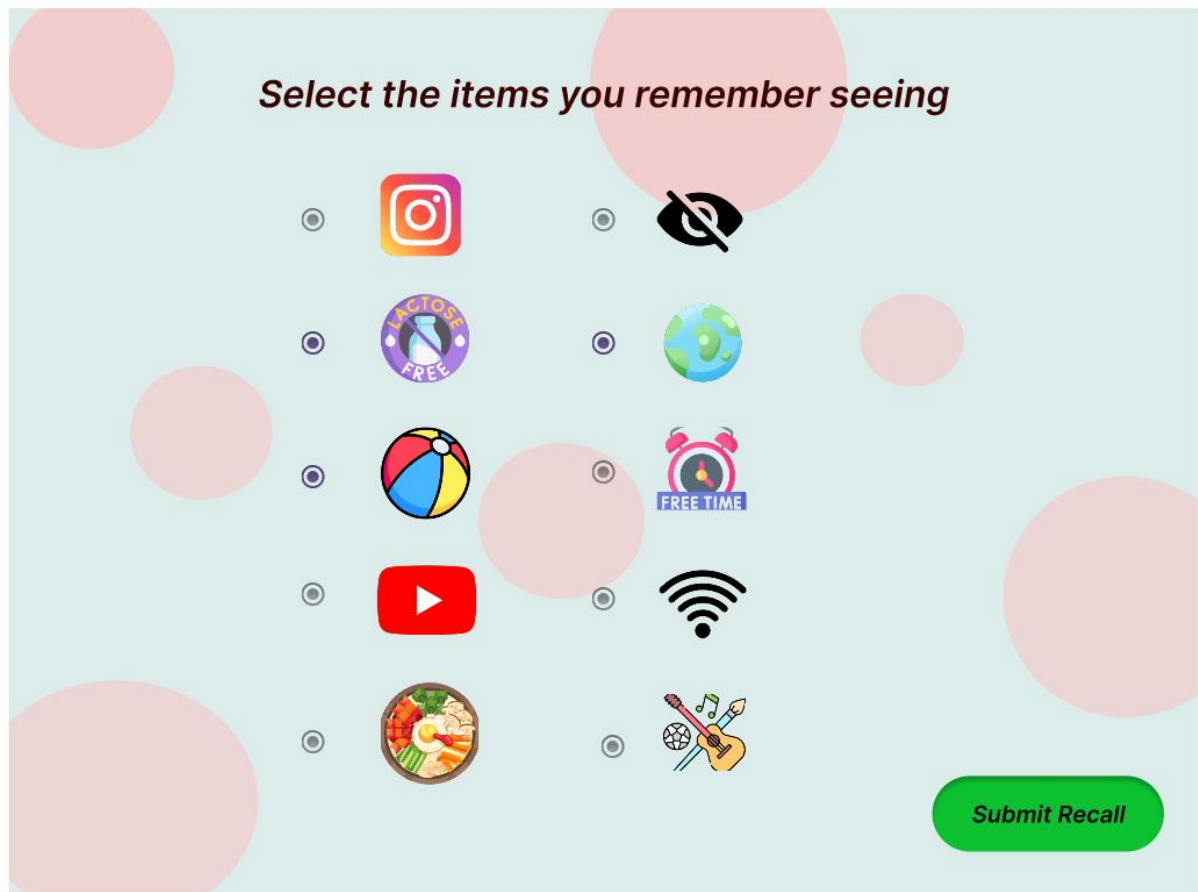 Select the items you remember seeing
LACTOSE
FREE
FREE TIME
Submit Recall